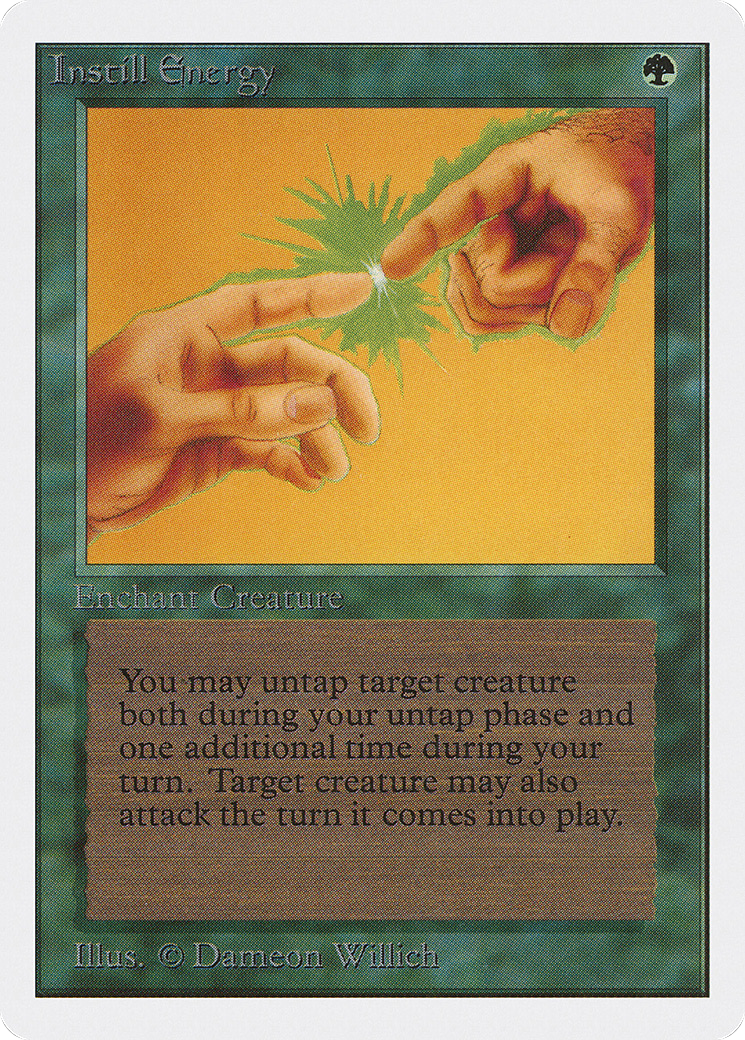 Instill Energy
Enchant Creature
You may untap target creature
both during your untap phase and
one additional time during your
turn. Target creature may also
attack the turn it comes into play.
Illus. © Dameon Willich